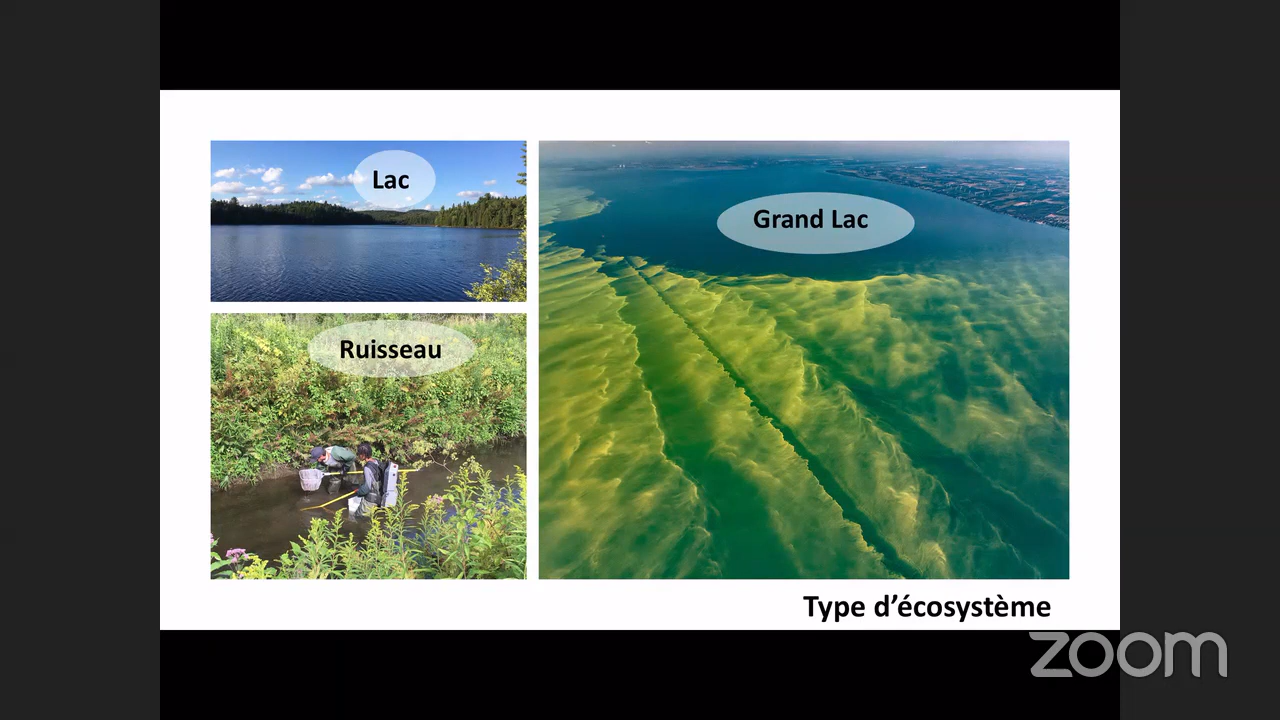 Lac
Grand Lac
Ruisseau
Type d’écosystème
zoom